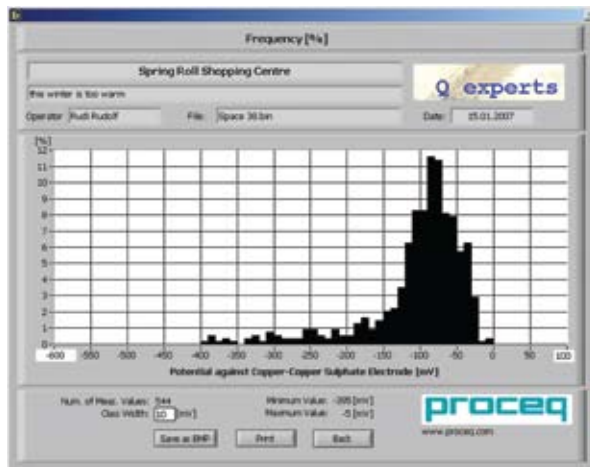 Frequency [%]
Spring Roll Shopping Centre
this winter is too warm
Q experts
Operator Rudi Rudolf File: Space 38.bin Date: 15.01.2007
[%]
12
11
10
9
8
7
6
5
4
3
2
1
0
-600 -550 -500 -450 -400 -350 -300 -250 -200 -150 -100 -50 0 50 100
Potential against Copper-Copper Sulphate Electrode [mV]
Num. of Meas. Values: 544 Minimum Value: -395 [mV]
Class Width: 10 [mV] Maximum Value: -5 [mV]
Save as BMP Print Back
proceq
www.proceq.com